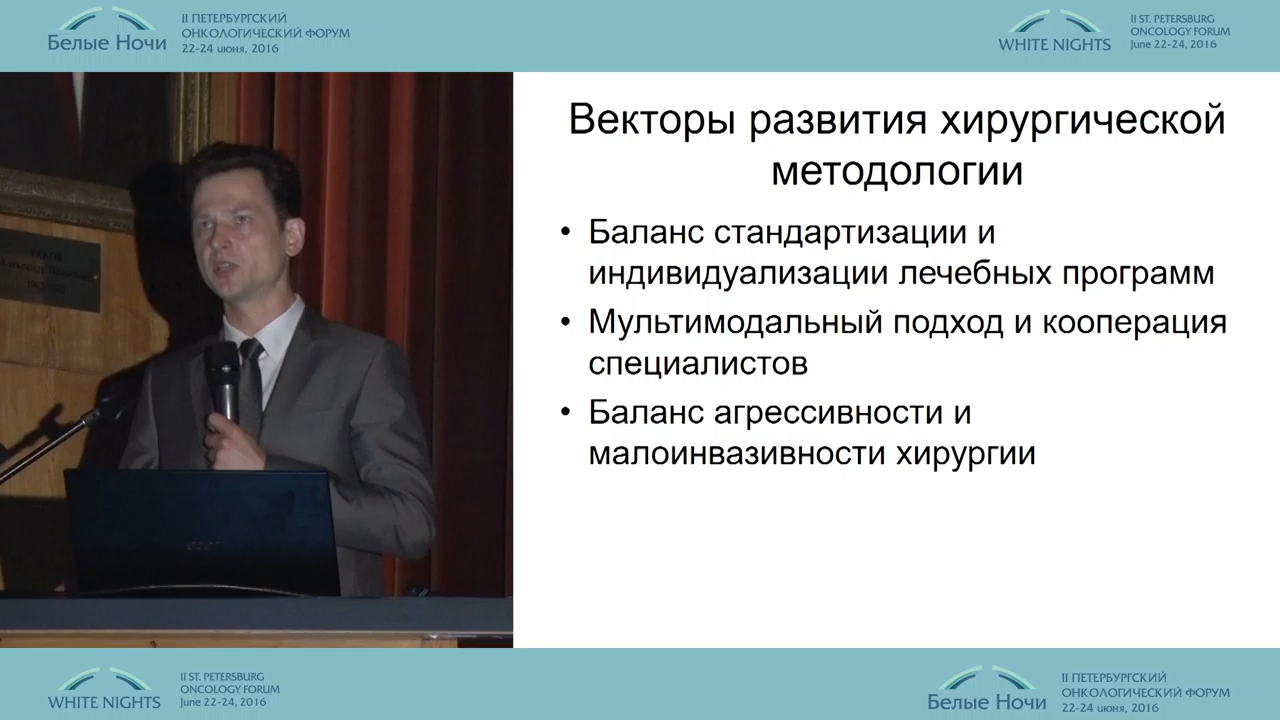 Белые Ночи
II ПЕТЕРБУРГСКИЙ
ОНКОЛОГИЧЕСКИЙ ФОРУМ
22-24 июня, 2016
WHITE NIGHTS
II ST. PETERSBURG
ONCOLOGY FORUM
June 22-24, 2016
Векторы развития хирургической
методологии
• Баланс стандартизации и
индивидуализации лечебных программ
• Мультимодальный подход и кооперация
специалистов
• Баланс агрессивности и
малоинвазивности хирургии
WHITE NIGHTS
II ST. PETERSBURG
ONCOLOGY FORUM
June 22-24, 2016
Белые Ночи
II ПЕТЕРБУРГСКИЙ
ОНКОЛОГИЧЕСКИЙ ФОРУМ
22-24 июня, 2016